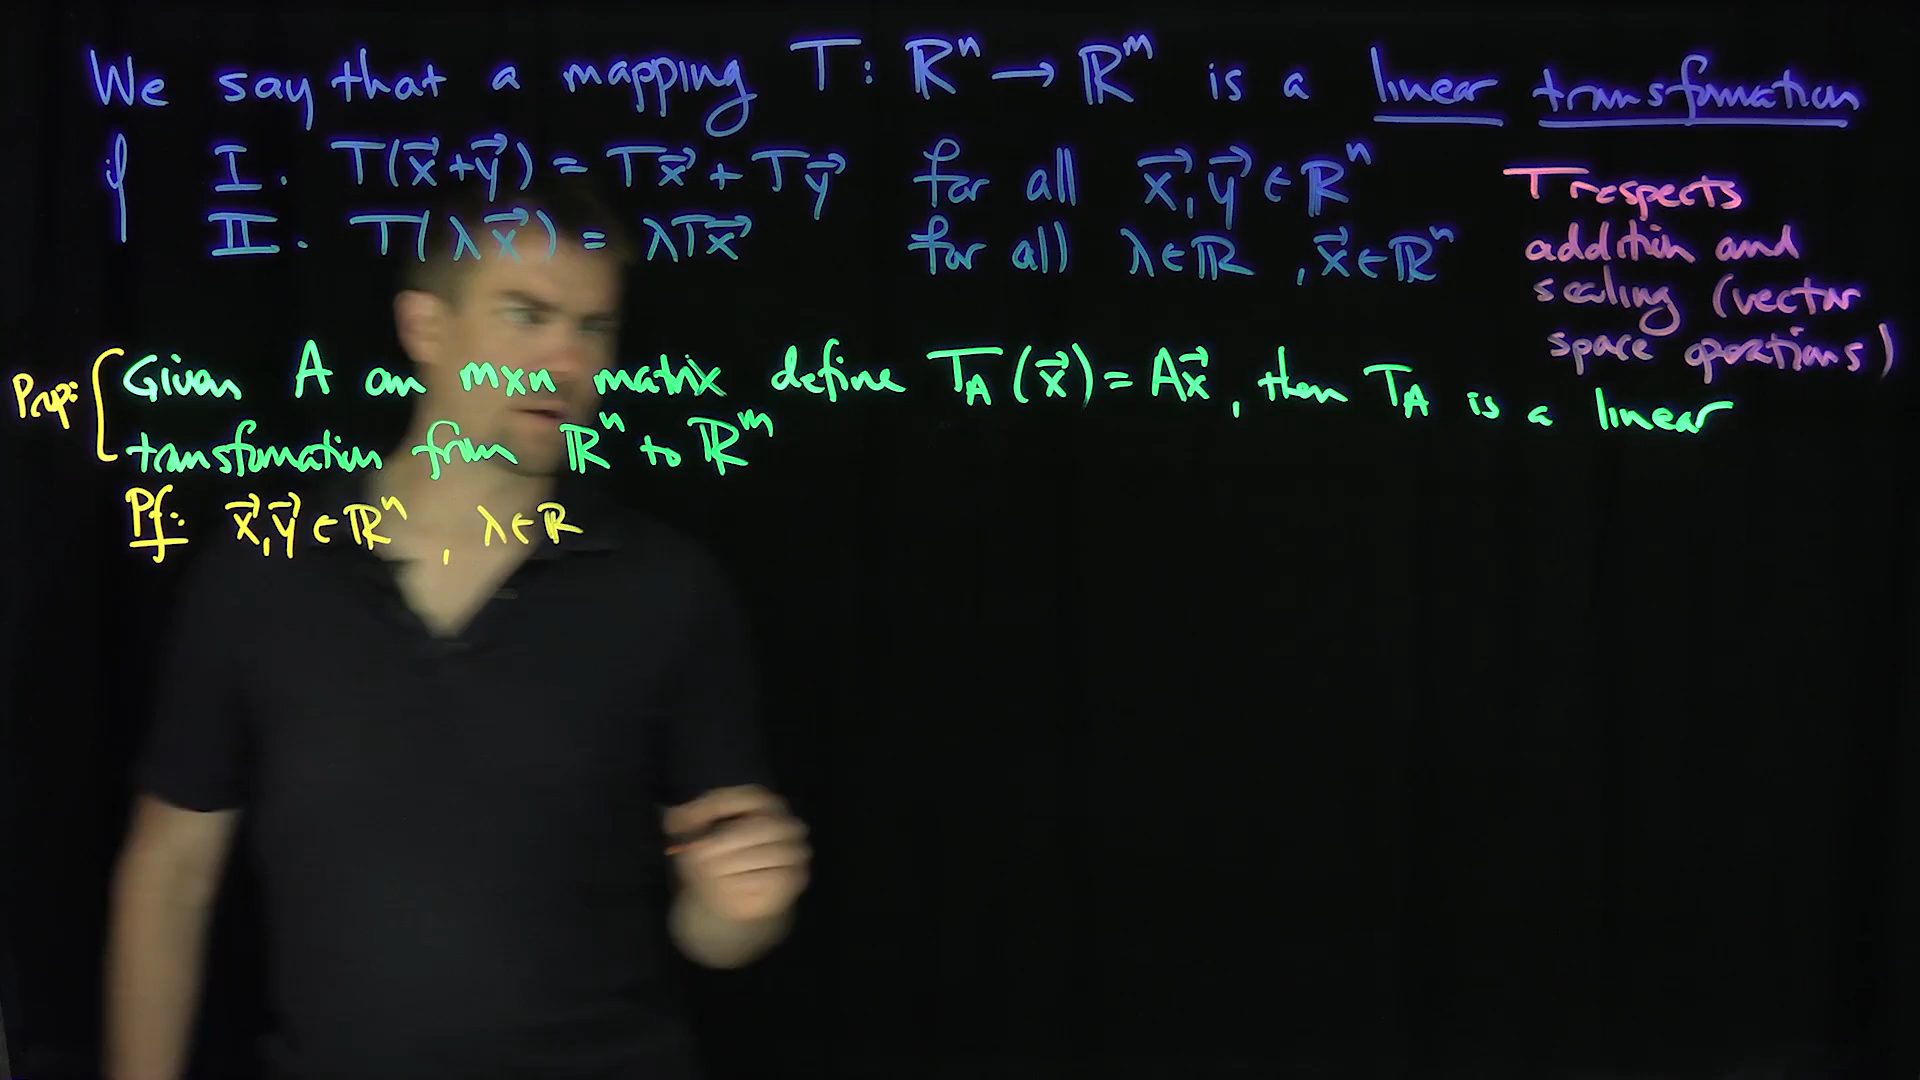 We say that a mapping T: ℝⁿ → ℝᵐ is a linear transformation
if I. T(x⃗+y⃗) = Tx⃗ + Ty⃗ for all x⃗, y⃗ ∈ ℝⁿ
II. T(λx⃗) = λTx⃗ for all λ∈ℝ, x⃗∈ℝⁿ
T respects
addition and
scaling (vector
space operations)
Prop: Given A an m×n matrix define T_A(x⃗) = Ax⃗, then T_A is a linear
transformation from ℝⁿ to ℝᵐ
Pf: x⃗, y⃗ ∈ ℝⁿ, λ∈ℝ